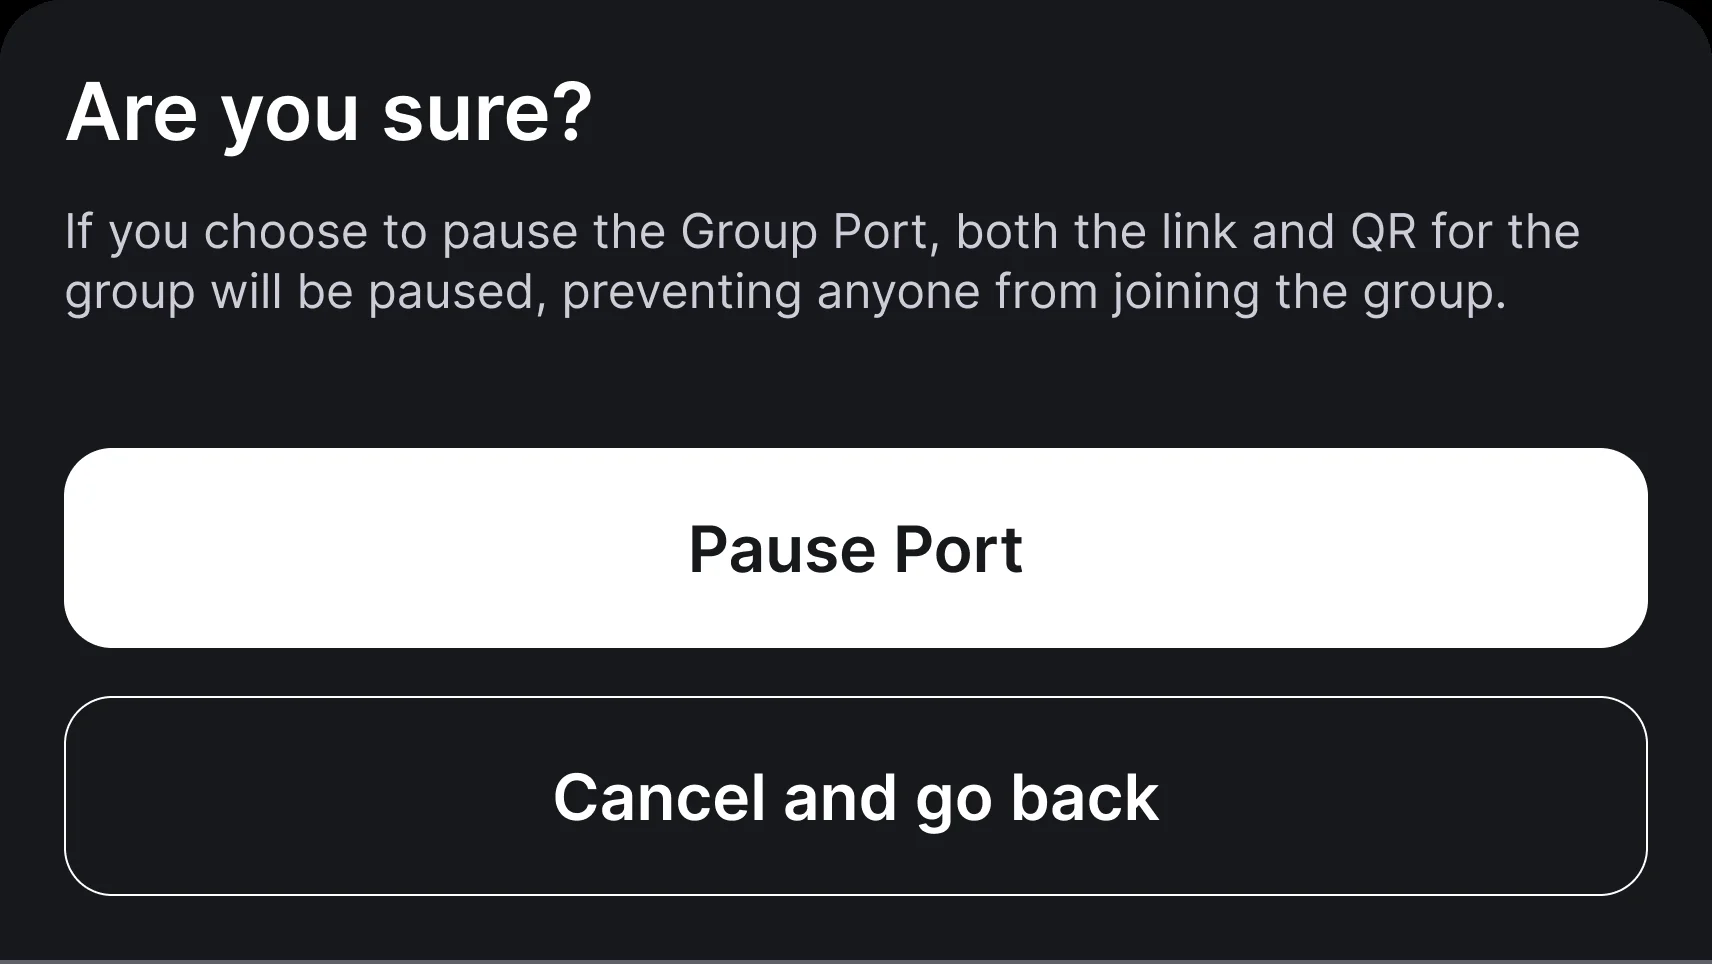 Are you sure?
If you choose to pause the Group Port, both the link and QR for the
group will be paused, preventing anyone from joining the group.
Pause Port
Cancel and go back